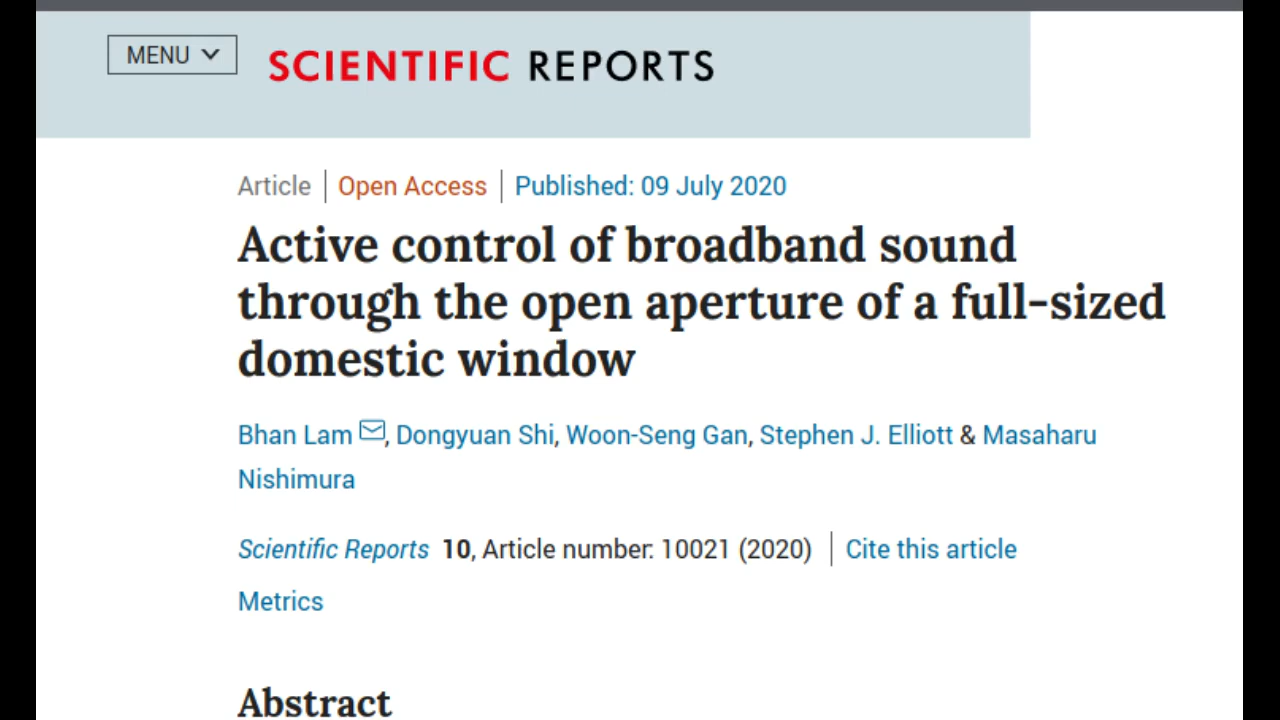 MENU
SCIENTIFIC REPORTS
Article | Open Access | Published: 09 July 2020
Active control of broadband sound
through the open aperture of a full-sized
domestic window
Bhan Lam, Dongyuan Shi, Woon-Seng Gan, Stephen J. Elliott & Masaharu
Nishimura
Scientific Reports 10, Article number: 10021 (2020) | Cite this article
Metrics
Abstract